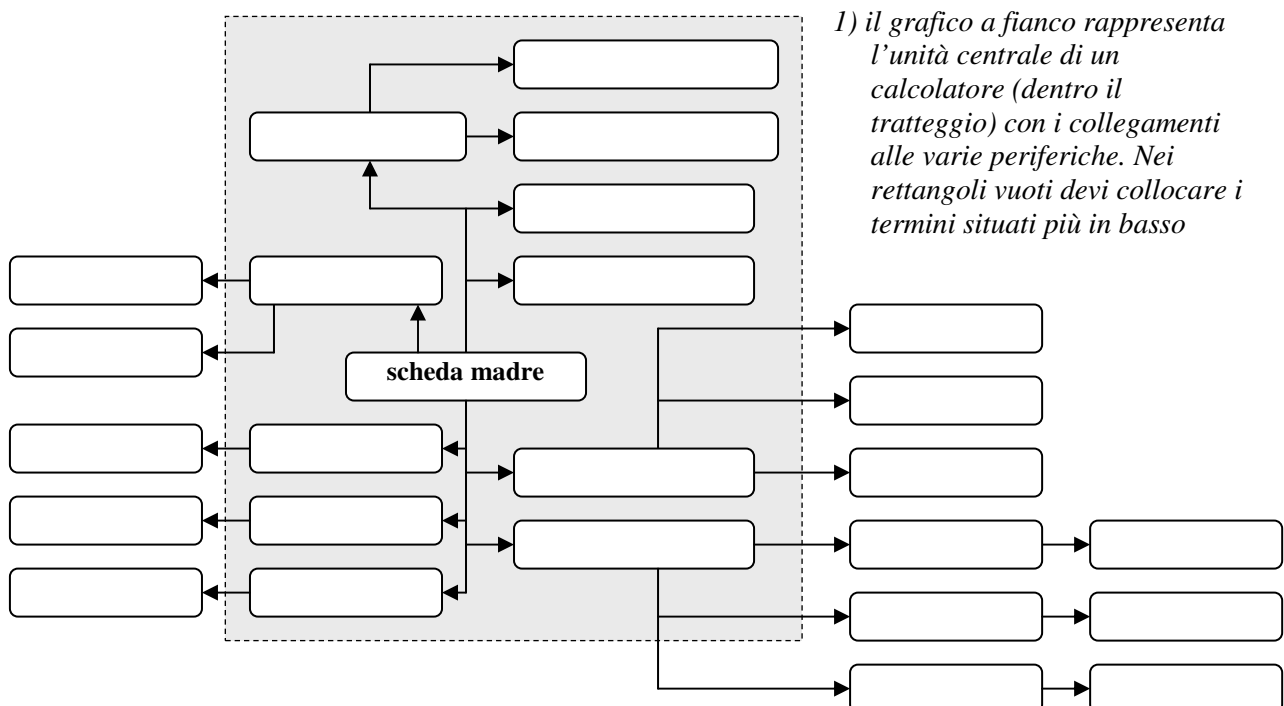 1) il grafico a fianco rappresenta
l'unità centrale di un
calcolatore (dentro il
tratteggio) con i collegamenti
alle varie periferiche. Nei
rettangoli vuoti devi collocare i
termini situati più in basso
scheda madre